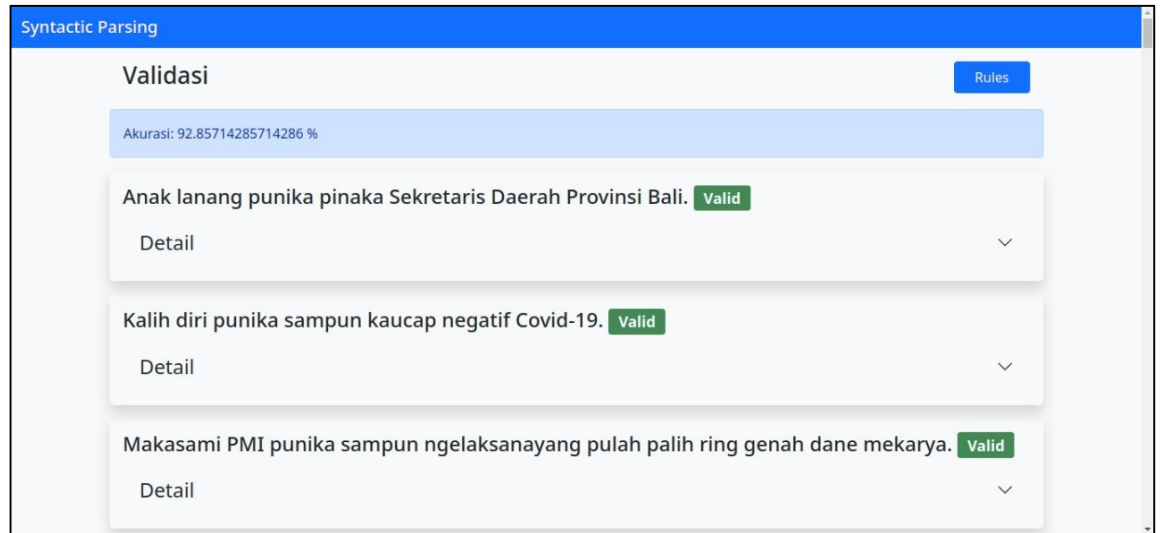 Syntactic Parsing
Validasi
Rules
Akurasi: 92.85714285714286 %
Anak lanang punika pinaka Sekretaris Daerah Provinsi Bali. Valid
Detail
Kalih diri punika sampun kaucap negatif Covid-19. Valid
Detail
Makasami PMI punika sampun ngelaksanayang pulah palih ring genah dane mekarya. Valid
Detail